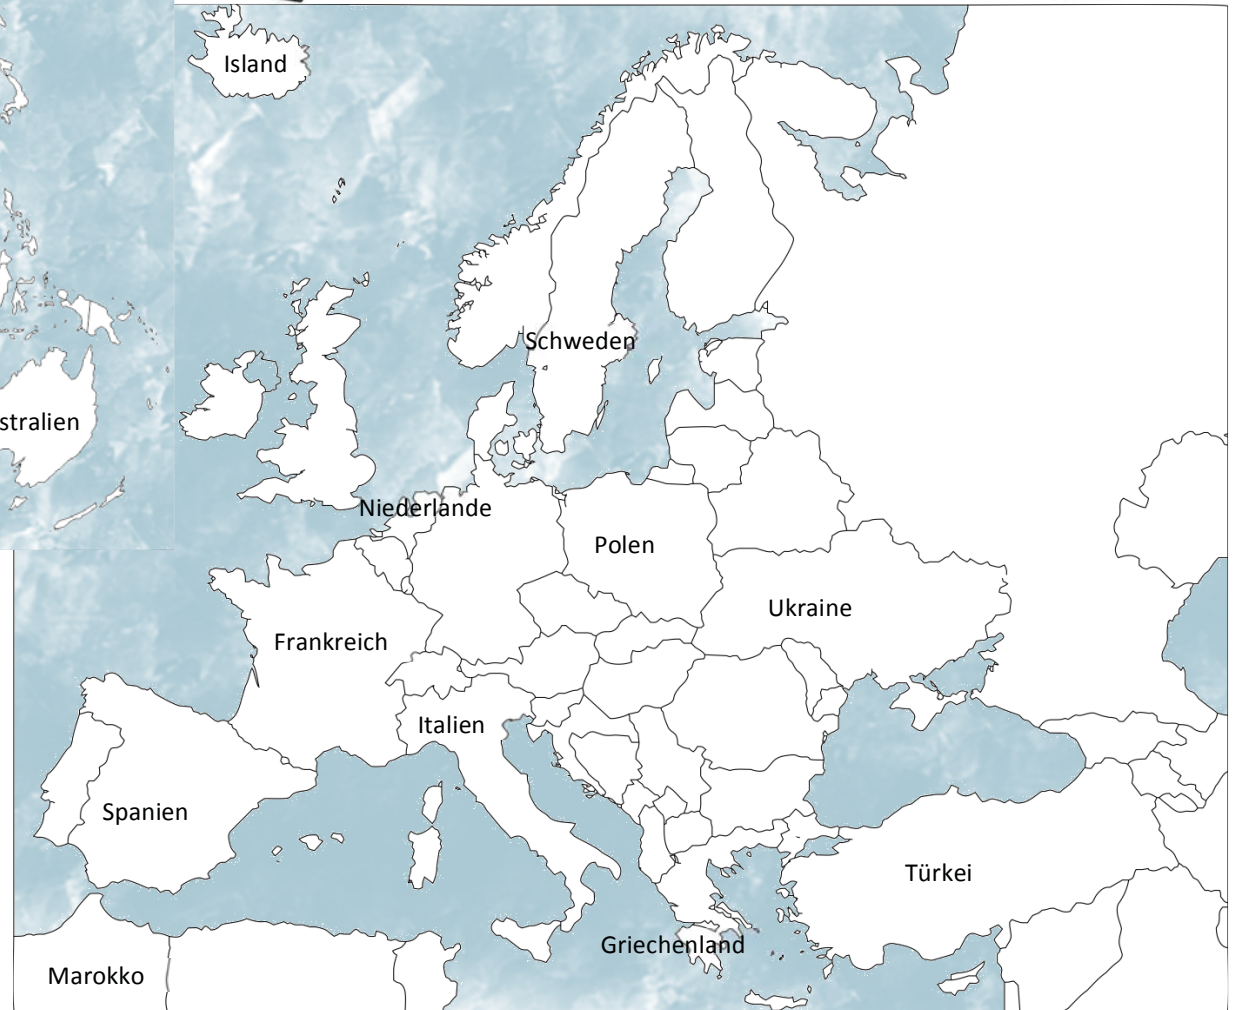 Island
Schweden
stralien
Niederlande
Polen
Ukraine
Frankreich
Italien
Spanien
Türkei
Griechenland
Marokko